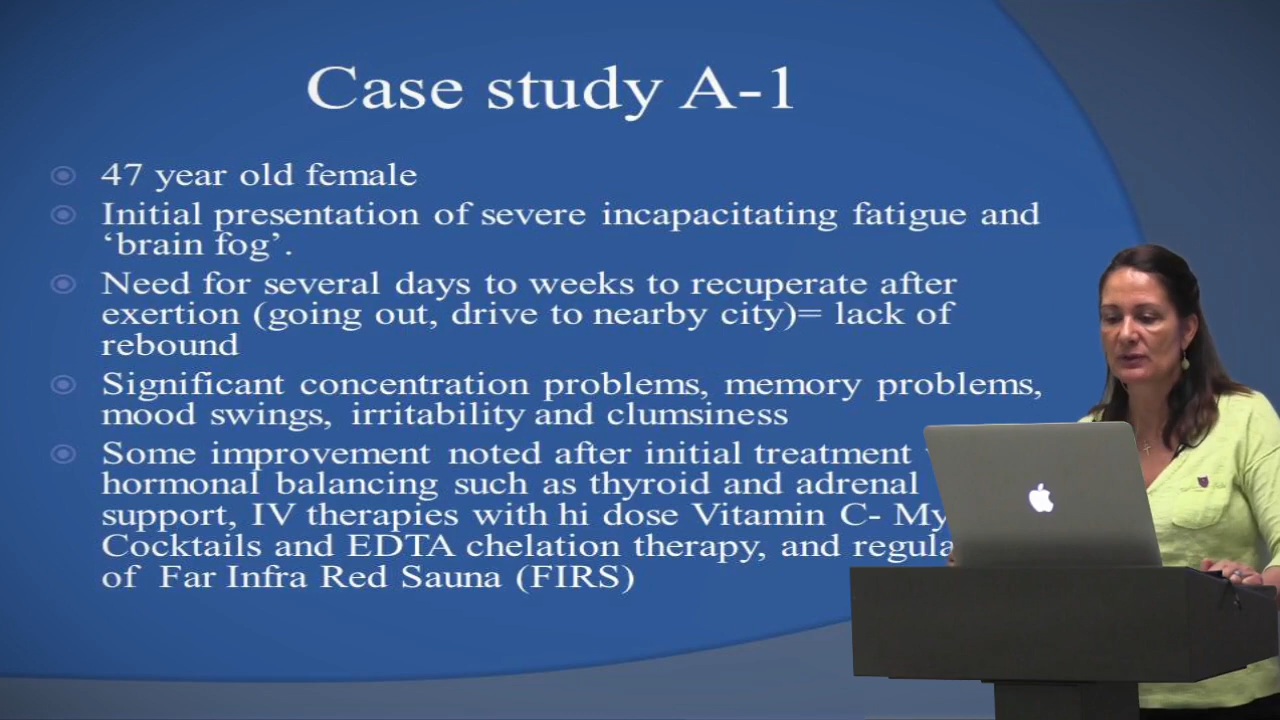 Case study A-1
47 year old female
Initial presentation of severe incapacitating fatigue and
‘brain fog’.
Need for several days to weeks to recuperate after
exertion (going out, drive to nearby city)= lack of
rebound
Significant concentration problems, memory problems,
mood swings, irritability and clumsiness
Some improvement noted after initial treatment
hormonal balancing such as thyroid and adrenal
support, IV therapies with hi dose Vitamin C-
Cocktails and EDTA chelation therapy, and
of Far Infra Red Sauna (FIRS)